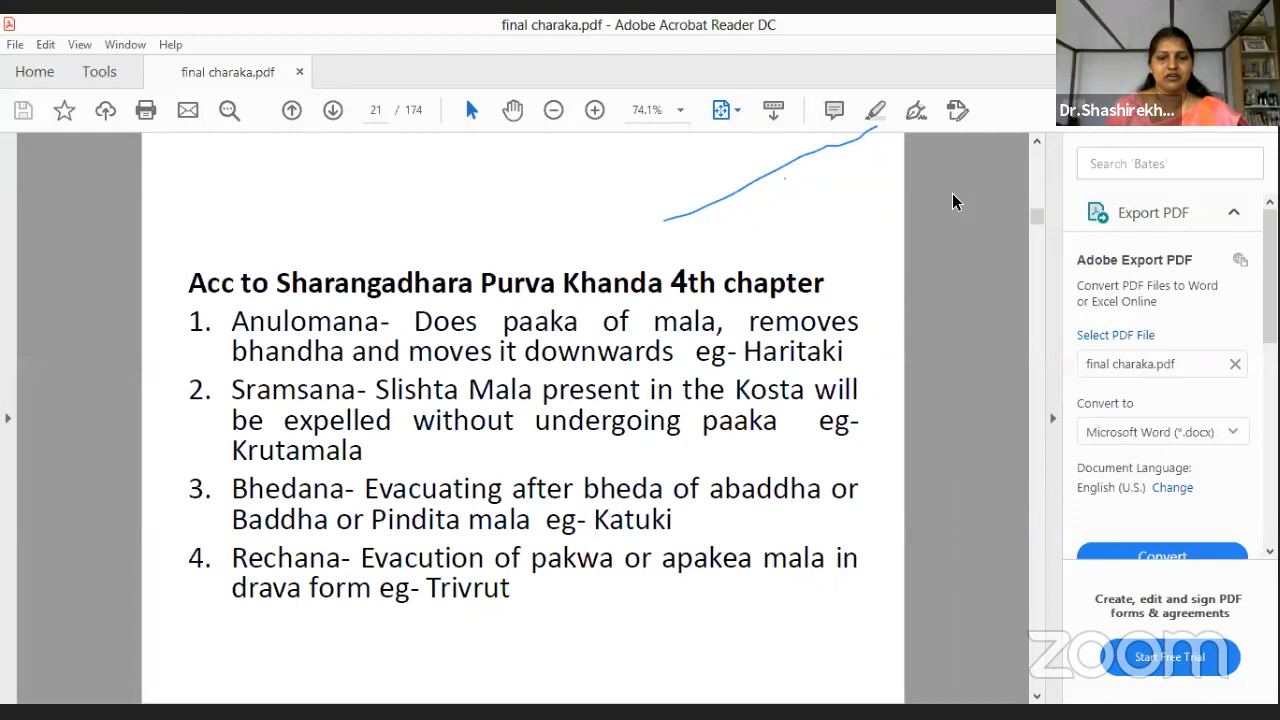 final charaka.pdf - Adobe Acrobat Reader DC
File Edit View Window Help
Home Tools final charaka.pdf ×
21 / 174 74.1%
Dr.Shashirekh...
Search 'Bates'
Export PDF
Adobe Export PDF
Convert PDF Files to Word
or Excel Online
Select PDF File
final charaka.pdf
Convert to
Microsoft Word (*.docx)
Document Language:
English (U.S.) Change
Convert
Create, edit and sign PDF
forms & agreements
Start Free Trial
zoom
Acc to Sharangadhara Purva Khanda 4th chapter
1. Anulomana- Does paaka of mala, removes
bhandha and moves it downwards eg- Haritaki
2. Sramsana- Slishta Mala present in the Kosta will
be expelled without undergoing paaka eg-
Krutamala
3. Bhedana- Evacuating after bheda of abaddha or
Baddha or Pindita mala eg- Katuki
4. Rechana- Evacution of pakwa or apakea mala in
drava form eg- Trivrut